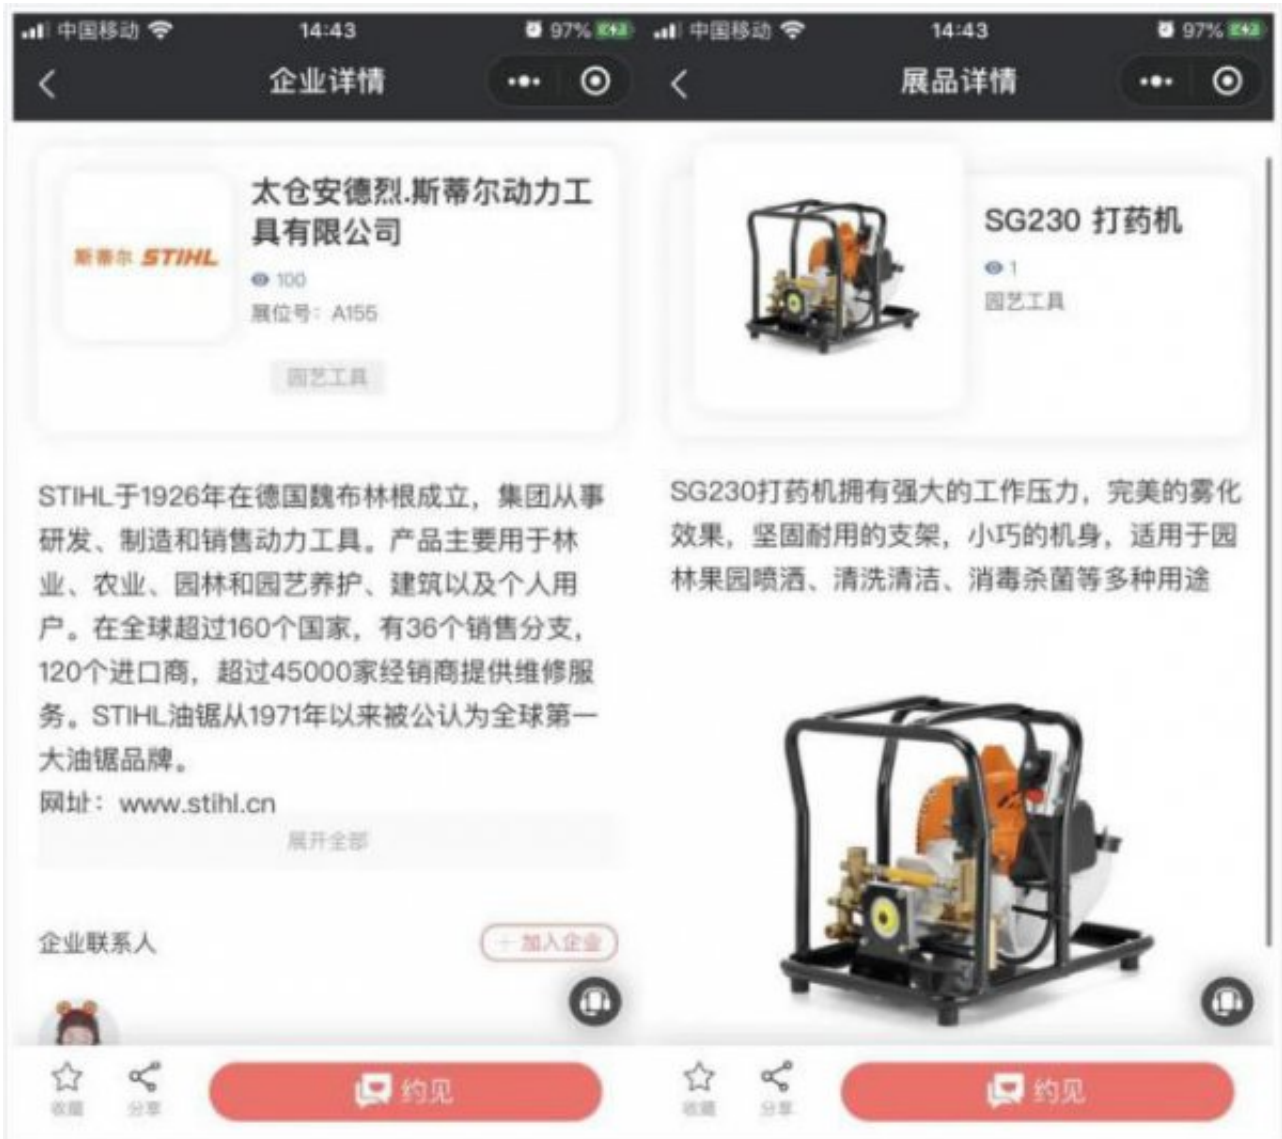 中国移动
14:43
97%
企业详情
斯蒂尔 STIHL
太仓安德烈.斯蒂尔动力工
具有限公司
100
展位号：A155
园艺工具
STIHL于1926年在德国魏布林根成立，集团从事
研发、制造和销售动力工具。产品主要用于林
业、农业、园林和园艺养护、建筑以及个人用
户。在全球超过160个国家，有36个销售分支，
120个进口商，超过45000家经销商提供维修服
务。STIHL油锯从1971年以来被公认为全球第一
大油锯品牌。
网址：www.stihl.cn
展开全部
企业联系人
+ 加入企业
收藏
分享
约见
中国移动
14:43
97%
展品详情
SG230 打药机
1
园艺工具
SG230打药机拥有强大的工作压力，完美的雾化
效果，坚固耐用的支架，小巧的机身，适用于园
林果园喷洒、清洗清洁、消毒杀菌等多种用途
收藏
分享
约见